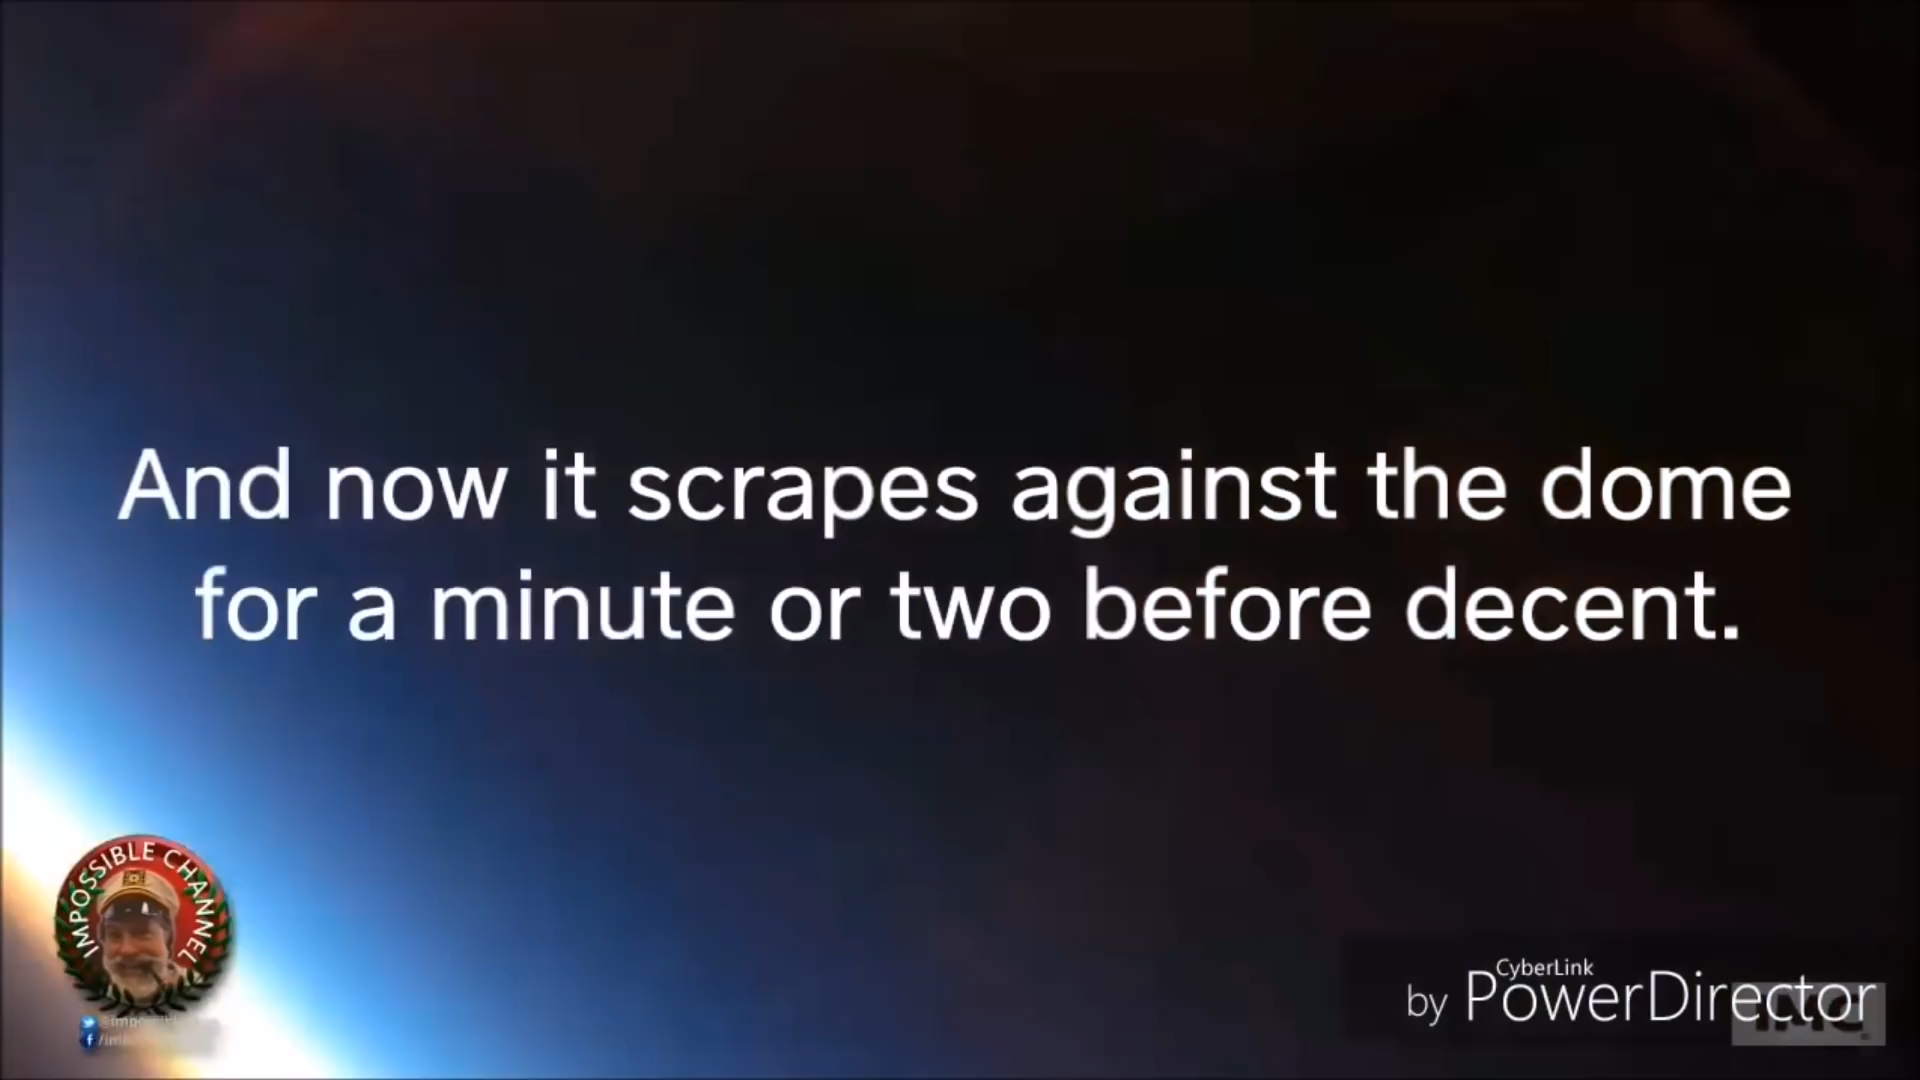 And now it scrapes against the dome
for a minute or two before decent.
IMPOSSIBLE CHANNEL
CyberLink
by PowerDirector